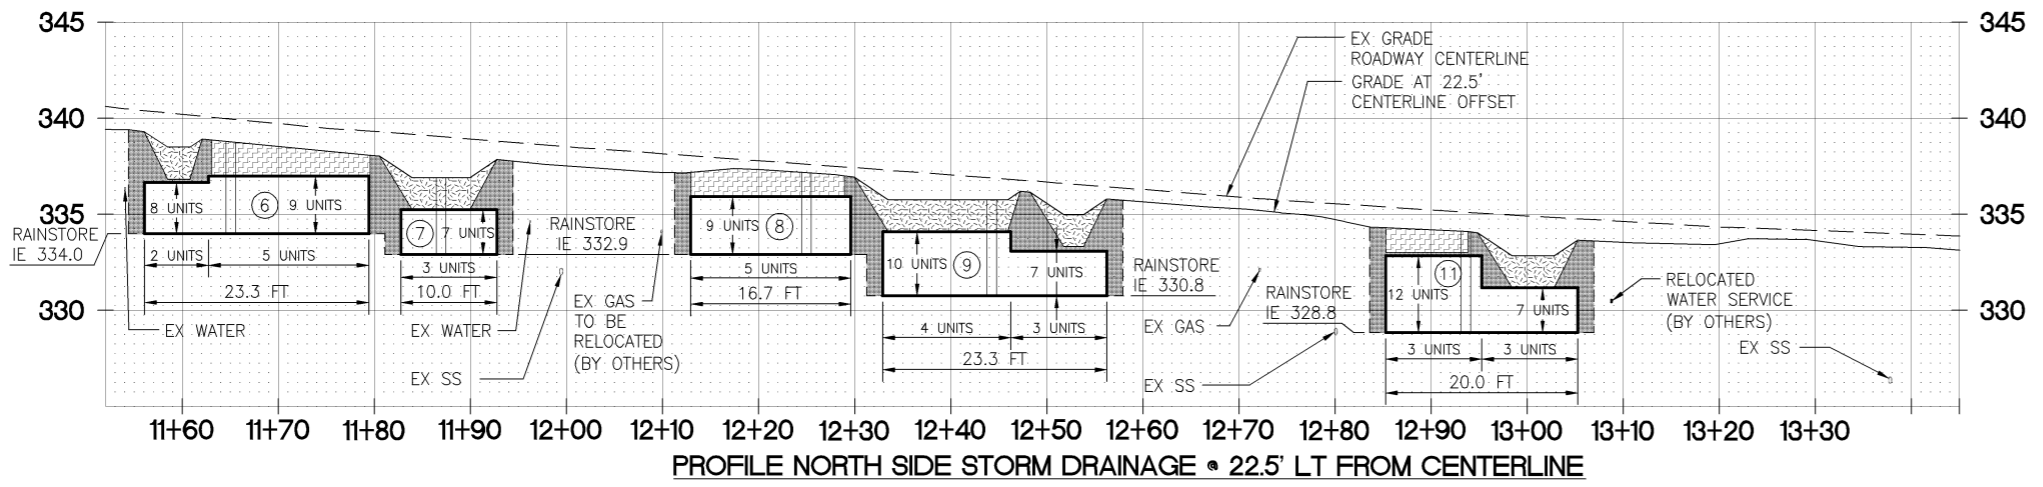 345
345
EX GRADE
ROADWAY CENTERLINE
GRADE AT 22.5'
CENTERLINE OFFSET
340
340
335
335
RAINSTORE
IE 334.0
8 UNITS
6
9 UNITS
2 UNITS
5 UNITS
23.3 FT
EX WATER
7
7 UNITS
3 UNITS
10.0 FT
EX WATER
RAINSTORE
IE 332.9
EX SS
EX GAS
TO BE
RELOCATED
(BY OTHERS)
9 UNITS
8
5 UNITS
16.7 FT
10 UNITS
9
7 UNITS
4 UNITS
3 UNITS
23.3 FT
RAINSTORE
IE 330.8
EX GAS
EX SS
RAINSTORE
IE 328.8
12 UNITS
11
7 UNITS
3 UNITS
3 UNITS
20.0 FT
RELOCATED
WATER SERVICE
(BY OTHERS)
EX SS
330
330
11+60 11+70 11+80 11+90 12+00 12+10 12+20 12+30 12+40 12+50 12+60 12+70 12+80 12+90 13+00 13+10 13+20 13+30
PROFILE NORTH SIDE STORM DRAINAGE @ 22.5' LT FROM CENTERLINE